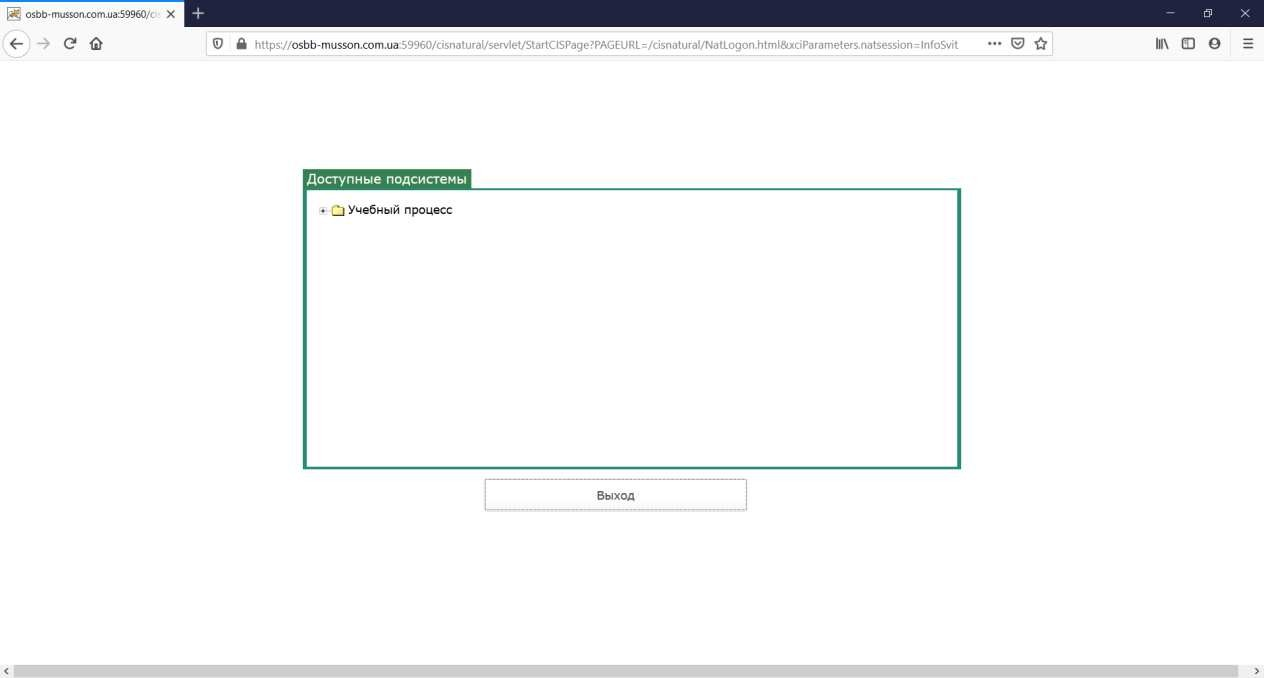 osbb-musson.com.ua:59960/cis
https://osbb-musson.com.ua:59960/cisnatural/servlet/StartCISPage?PAGEURL=/cisnatural/NatLogon.html&xciParameters.natsession=InfoSvit
Доступные подсистемы
Учебный процесс
Выход